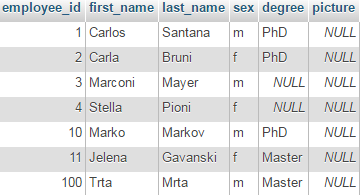 employee_id first_name last_name sex degree picture
1 Carlos Santana m PhD NULL
2 Carla Bruni f PhD NULL
3 Marconi Mayer m NULL NULL
4 Stella Pioni f NULL NULL
10 Marko Markov m PhD NULL
11 Jelena Gavanski f Master NULL
100 Trta Mrta m Master NULL